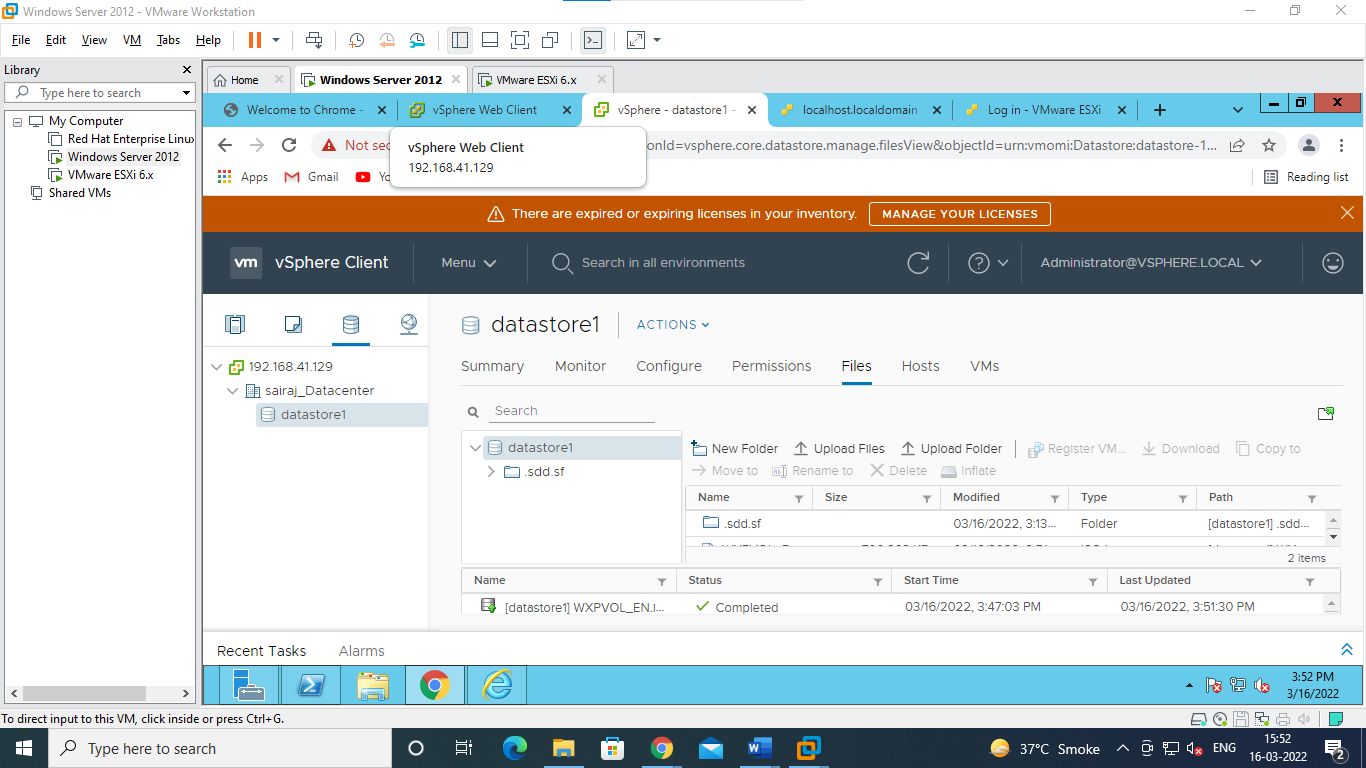 Windows Server 2012 - VMware Workstation
File Edit View VM Tabs Help
Library
Type here to search
My Computer
Red Hat Enterprise Linux
Windows Server 2012
VMware ESXi 6.x
Shared VMs
Home Windows Server 2012 VMware ESXi 6.x
Welcome to Chrome - vSphere Web Client vSphere - datastore1 - localhost.localdomain - Log in - VMware ESXi
Not sec onId=vsphere.core.datastore.manage.filesView&objectId=urn:vmomi:Datastore:datastore-1...
vSphere Web Client
192.168.41.129
Apps Gmail Yo Reading list
There are expired or expiring licenses in your inventory. MANAGE YOUR LICENSES
vm vSphere Client Menu Search in all environments Administrator@VSPHERE.LOCAL
192.168.41.129
sairaj_Datacenter
datastore1
datastore1 ACTIONS
Summary Monitor Configure Permissions Files Hosts VMs
Search
datastore1
.sdd.sf
New Folder Upload Files Upload Folder Register VM... Download Copy to
Move to Rename to Delete Inflate
Name Size Modified Type Path
.sdd.sf 03/16/2022, 3:13... Folder [datastore1] .sdd...
2 items
Name Status Start Time Last Updated
[datastore1] WXPVOL_EN.i... Completed 03/16/2022, 3:47:03 PM 03/16/2022, 3:51:30 PM
Recent Tasks Alarms
3:52 PM
3/16/2022
To direct input to this VM, click inside or press Ctrl+G.
Type here to search
37°C Smoke ENG
15:52
16-03-2022
2